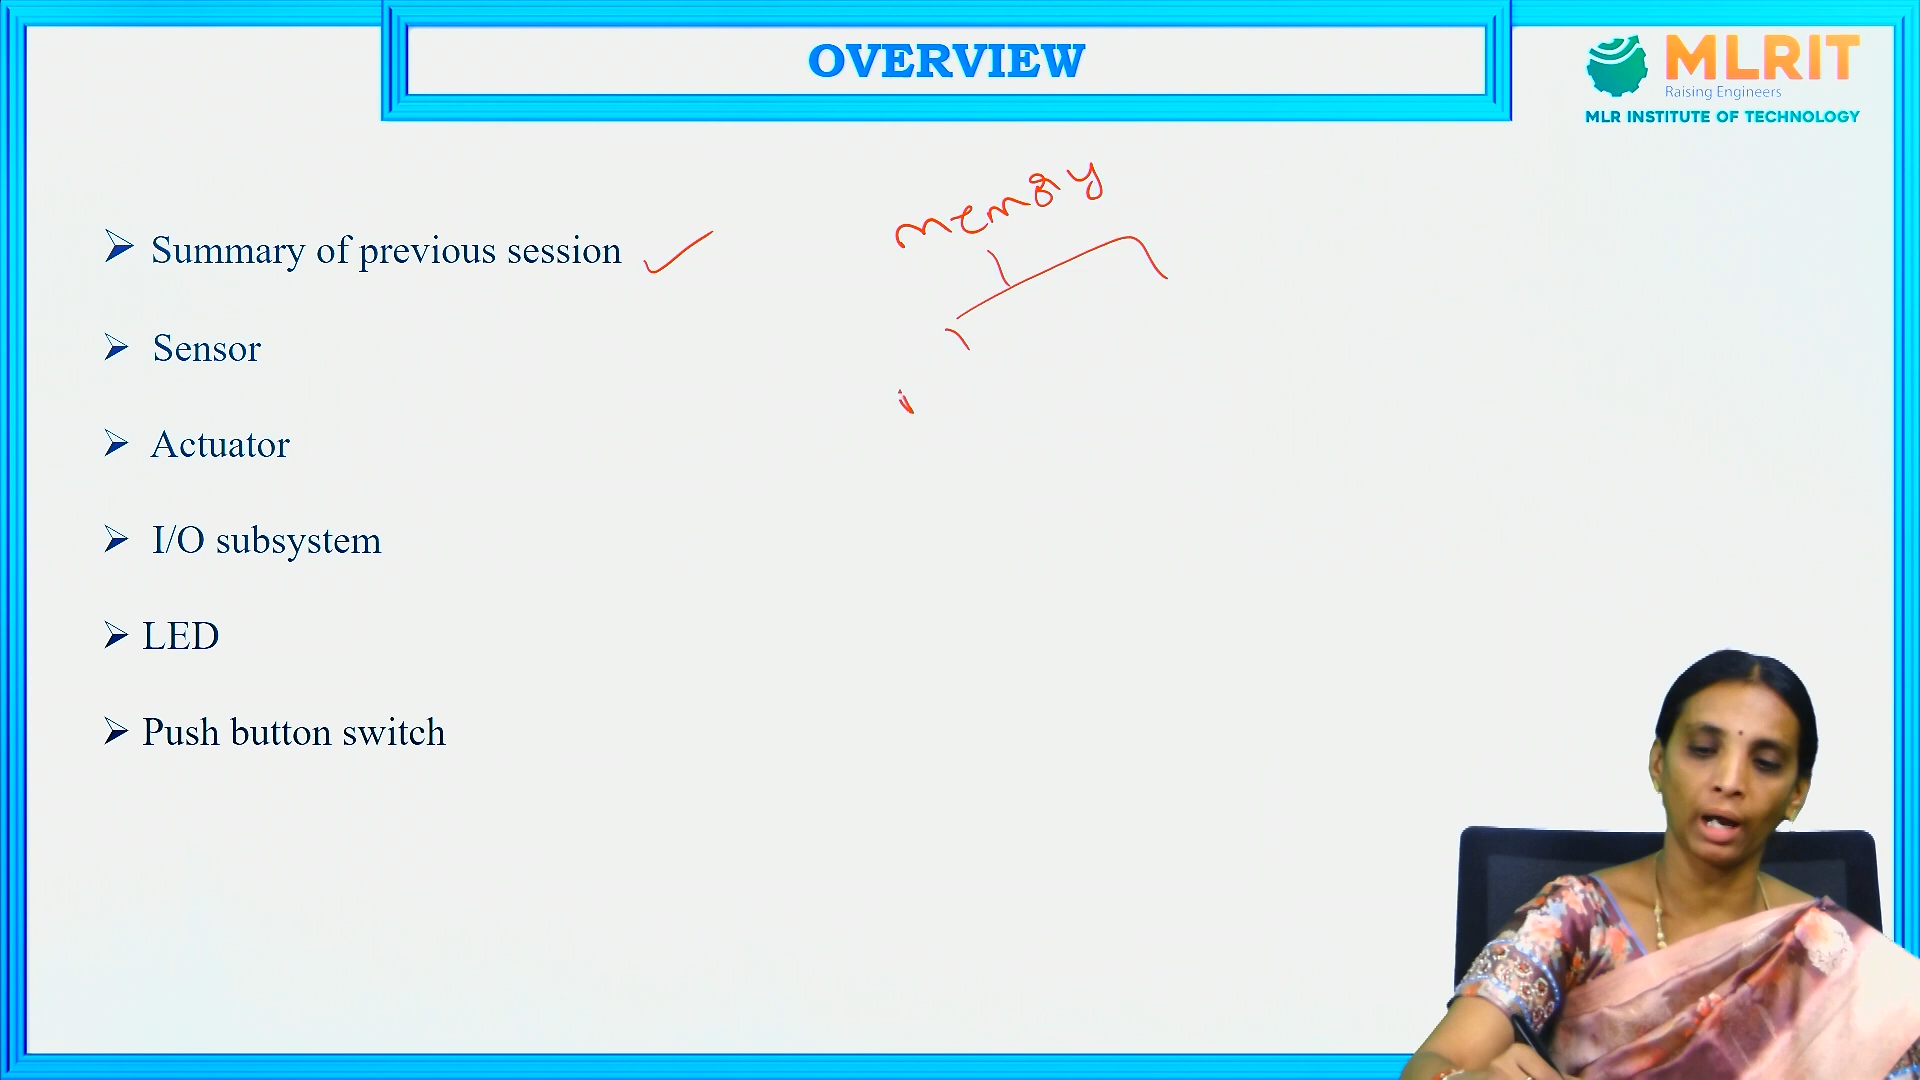 OVERVIEW
MLRIT
Raising Engineers
MLR INSTITUTE OF TECHNOLOGY
memory
Summary of previous session
Sensor
Actuator
I/O subsystem
LED
Push button switch